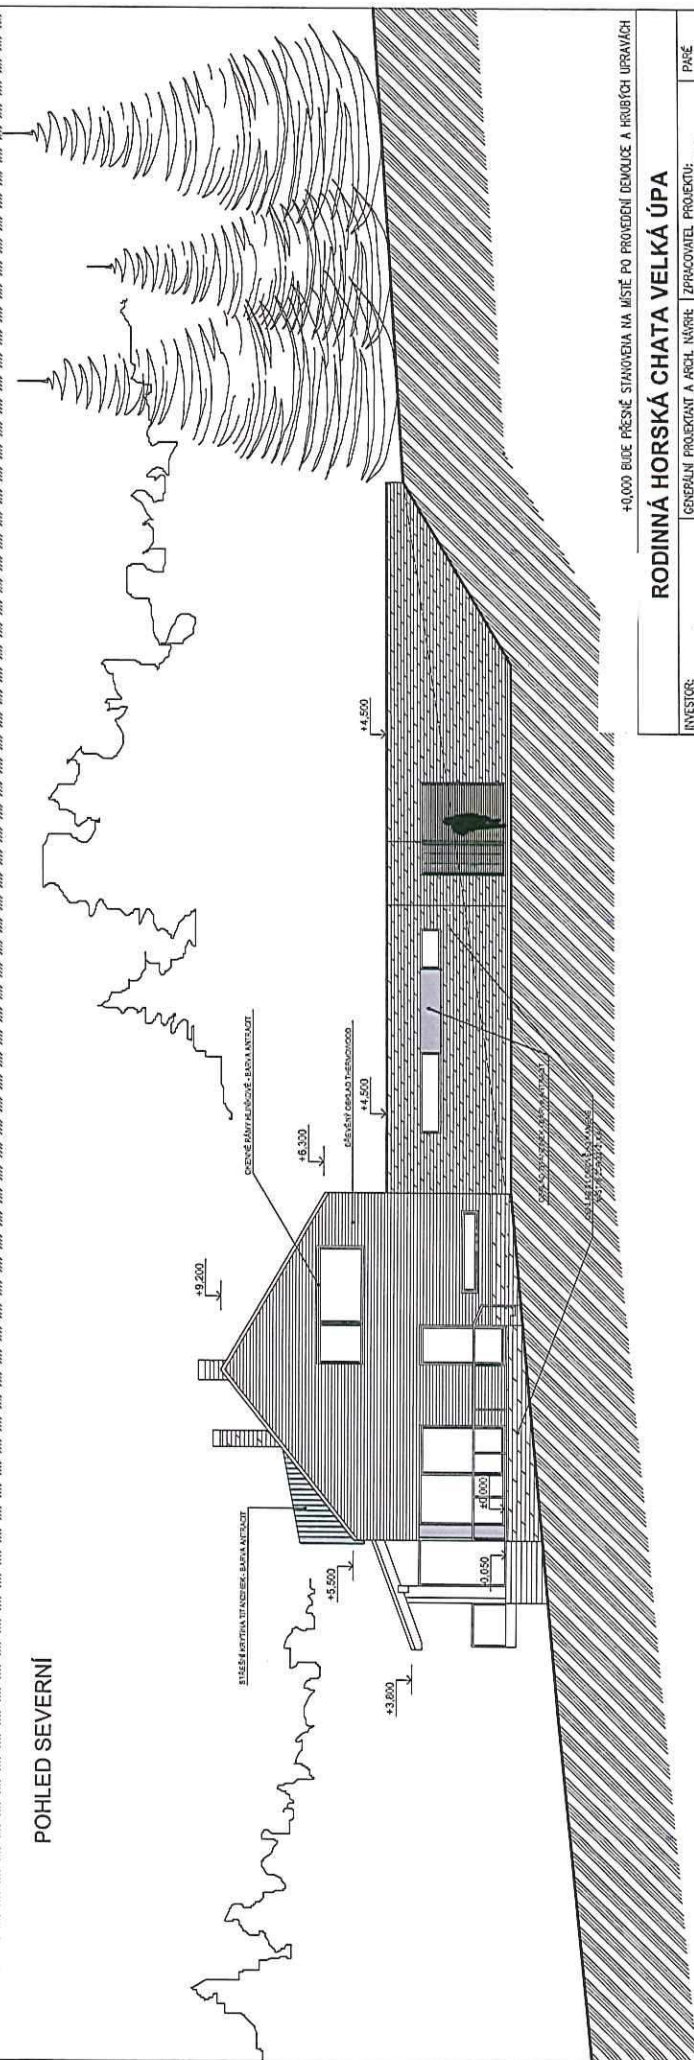 POHLED SEVERNÍ
STŘEŠNÍ KRYTINA TITANZINEK - BARVA ANTRACIT
OKENNÍ RÁMY HLINÍKOVÉ - BARVA ANTRACIT
DŘEVĚNÝ OBKLAD THERMOWOOD
+9,200
+6,300
+5,500
+4,500
+4,500
+3,800
-0,050
±0,000
+0,000 BUDE PŘESNĚ STANOVENA NA MÍSTĚ PO PROVEDENÍ DEMOLICE A HRUBÝCH ÚPRAVÁCH
RODINNÁ HORSKÁ CHATA VELKÁ ÚPA
INVESTOR:
GENERÁLNÍ PROJEKTANT A ARCH. NÁVRH:
ZPRACOVATEL PROJEKTU:
PARÉ